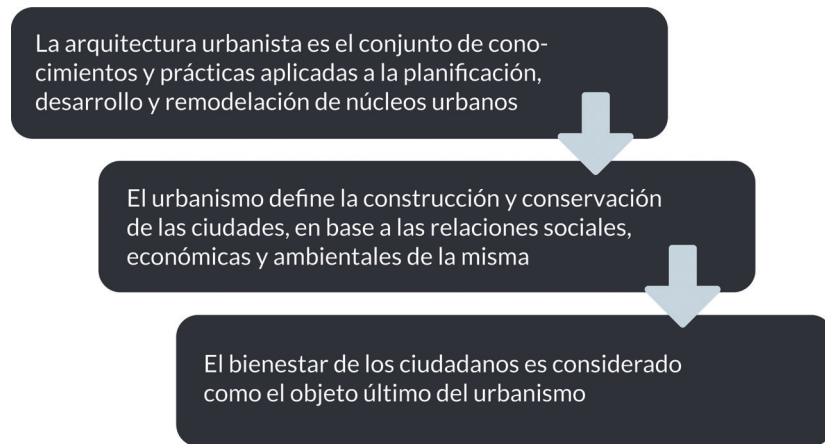 La arquitectura urbanista es el conjunto de cono-
cimientos y prácticas aplicadas a la planificación,
desarrollo y remodelación de núcleos urbanos
El urbanismo define la construcción y conservación
de las ciudades, en base a las relaciones sociales,
económicas y ambientales de la misma
El bienestar de los ciudadanos es considerado
como el objeto último del urbanismo